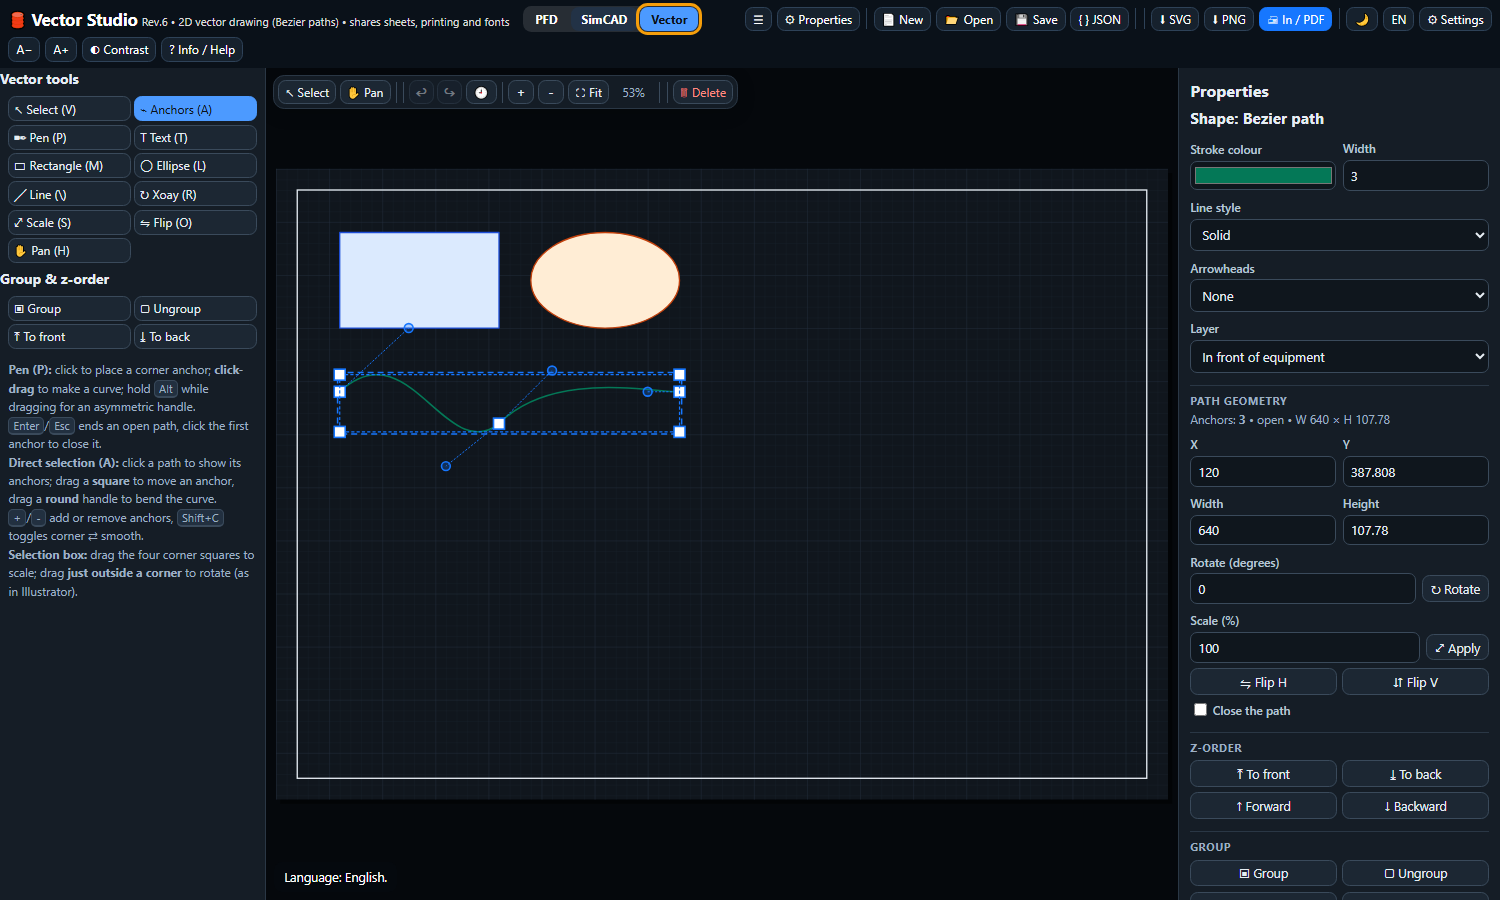 Vector Studio Rev.6 • 2D vector drawing (Bezier paths) • shares sheets, printing and fonts
PFD SimCAD Vector
☰ ⚙ Properties New Open Save { } JSON ⬇ SVG ⬇ PNG In / PDF EN ⚙ Settings
A− A+ ◐ Contrast ? Info / Help
Vector tools
Select (V) Anchors (A)
Pen (P) T Text (T)
Rectangle (M) Ellipse (L)
Line (\) ↻ Xoay (R)
Scale (S) ⇋ Flip (O)
Pan (H)
Group & z-order
Group Ungroup
To front To back
Pen (P): click to place a corner anchor; click-
drag to make a curve; hold Alt while
dragging for an asymmetric handle.
Enter/Esc ends an open path, click the first
anchor to close it.
Direct selection (A): click a path to show its
anchors; drag a square to move an anchor,
drag a round handle to bend the curve.
+/- add or remove anchors, Shift+C
toggles corner ⇄ smooth.
Selection box: drag the four corner squares to
scale; drag just outside a corner to rotate (as
in Illustrator).
Select Pan ↩ ↪ + - Fit 53% Delete
Language: English.
Properties
Shape: Bezier path
Stroke colour Width
3
Line style
Solid
Arrowheads
None
Layer
In front of equipment
PATH GEOMETRY
Anchors: 3 • open • W 640 × H 107.78
X Y
120 387.808
Width Height
640 107.78
Rotate (degrees)
0 ↻ Rotate
Scale (%)
100 Apply
⇋ Flip H Flip V
Close the path
Z-ORDER
To front To back
↑ Forward ↓ Backward
GROUP
Group Ungroup